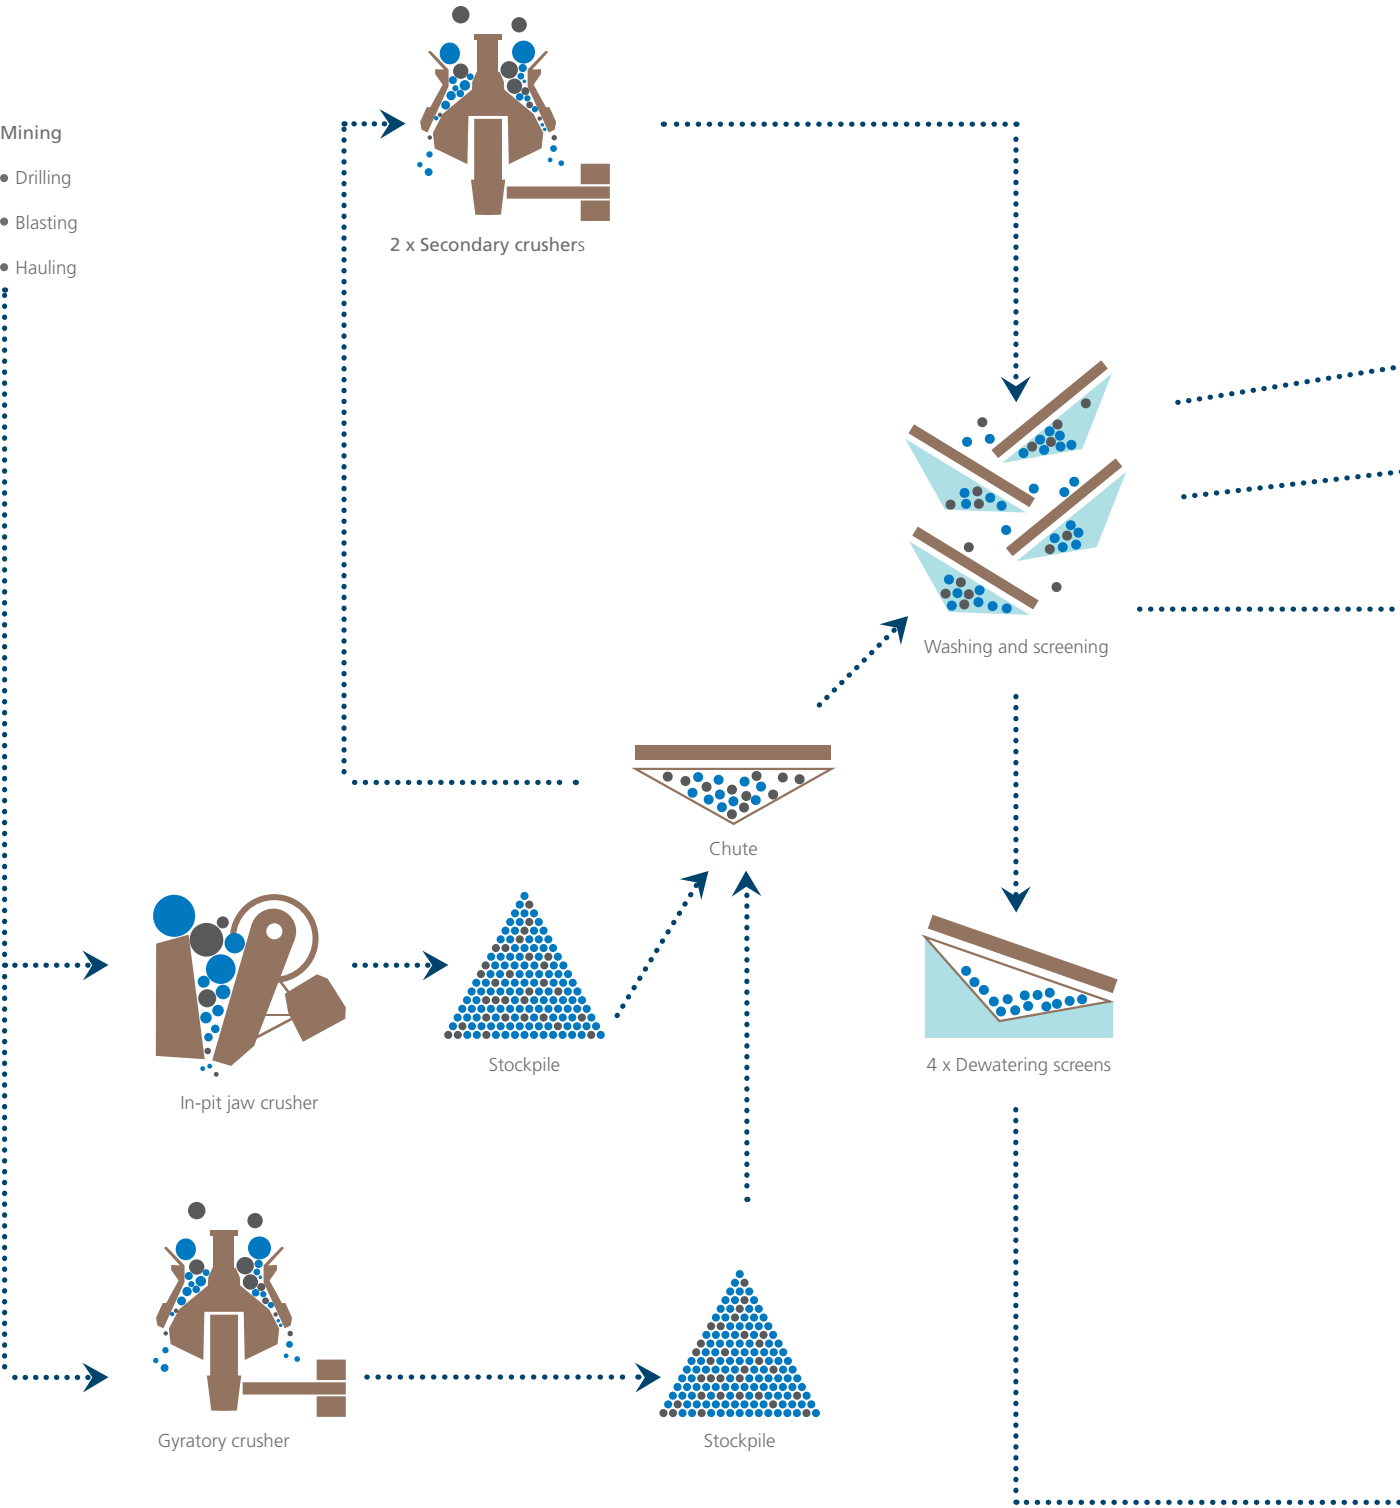 Mining
• Drilling
• Blasting
• Hauling
2 x Secondary crushers
Washing and screening
Chute
Stockpile
4 x Dewatering screens
In-pit jaw crusher
Gyratory crusher
Stockpile